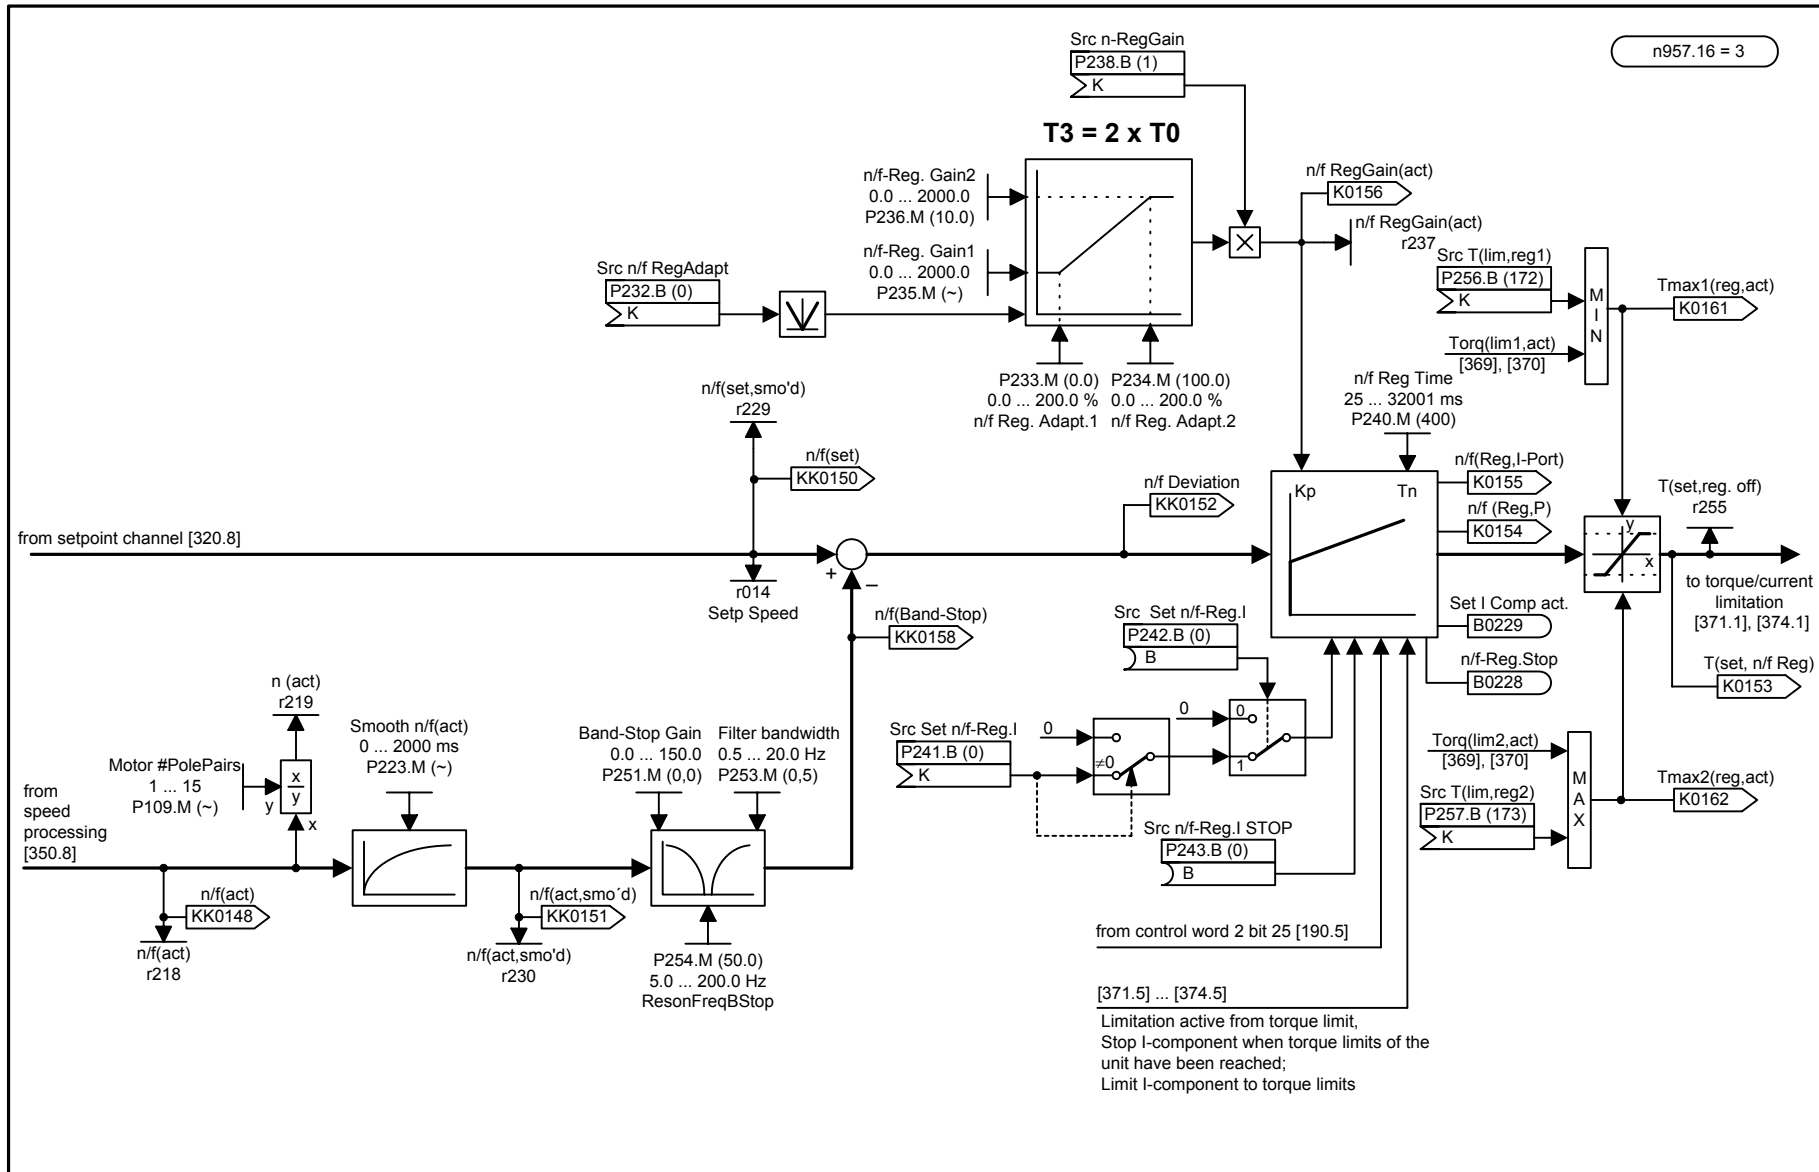 Src n-RegGain
P238.B (1)
K
n957.16 = 3
T3 = 2 x T0
n/f-Reg. Gain2
0.0 ... 2000.0
P236.M (10.0)
n/f-Reg. Gain1
0.0 ... 2000.0
P235.M (~)
Src n/f RegAdapt
P232.B (0)
K
P233.M (0.0)
0.0 ... 200.0 %
n/f Reg. Adapt.1
P234.M (100.0)
0.0 ... 200.0 %
n/f Reg. Adapt.2
n/f RegGain(act)
K0156
n/f RegGain(act)
r237
Src T(lim,reg1)
P256.B (172)
K
Torq(lim1,act)
[369], [370]
M
I
N
Tmax1(reg,act)
K0161
n/f Reg Time
25 ... 32001 ms
P240.M (400)
n/f(set,smo'd)
r229
n/f(set)
KK0150
from setpoint channel [320.8]
r014
Setp Speed
+
–
n/f Deviation
KK0152
Kp
Tn
n/f(Reg,I-Port)
K0155
n/f (Reg,P)
K0154
y
x
T(set,reg. off)
r255
to torque/current
limitation
[371.1], [374.1]
T(set, n/f Reg)
K0153
Set I Comp act.
B0229
n/f-Reg.Stop
B0228
n/f(Band-Stop)
KK0158
Src Set n/f-Reg.I
P242.B (0)
B
Src Set n/f-Reg.I
P241.B (0)
K
0
≠0
0
0
1
Src n/f-Reg.I STOP
P243.B (0)
B
Torq(lim2,act)
[369], [370]
Src T(lim,reg2)
P257.B (173)
K
M
A
X
Tmax2(reg,act)
K0162
from
speed
processing
[350.8]
Motor #PolePairs
1 ... 15
P109.M (~)
n (act)
r219
x
y
y
x
Smooth n/f(act)
0 ... 2000 ms
P223.M (~)
Band-Stop Gain
0.0 ... 150.0
P251.M (0,0)
Filter bandwidth
0.5 ... 20.0 Hz
P253.M (0,5)
n/f(act)
KK0148
n/f(act)
r218
n/f(act,smo´d)
KK0151
n/f(act,smo'd)
r230
P254.M (50.0)
5.0 ... 200.0 Hz
ResonFreqBStop
from control word 2 bit 25 [190.5]
[371.5] ... [374.5]
Limitation active from torque limit,
Stop I-component when torque limits of the
unit have been reached;
Limit I-component to torque limits